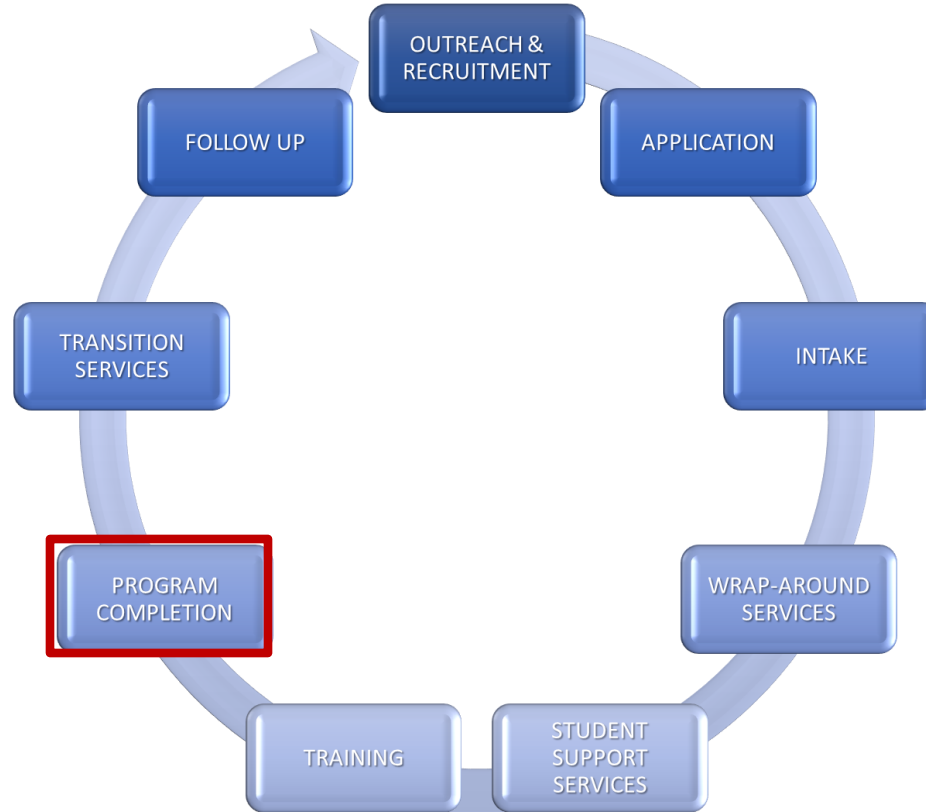 OUTREACH &
RECRUITMENT
APPLICATION
INTAKE
WRAP-AROUND
SERVICES
STUDENT
SUPPORT
SERVICES
TRAINING
PROGRAM
COMPLETION
TRANSITION
SERVICES
FOLLOW UP